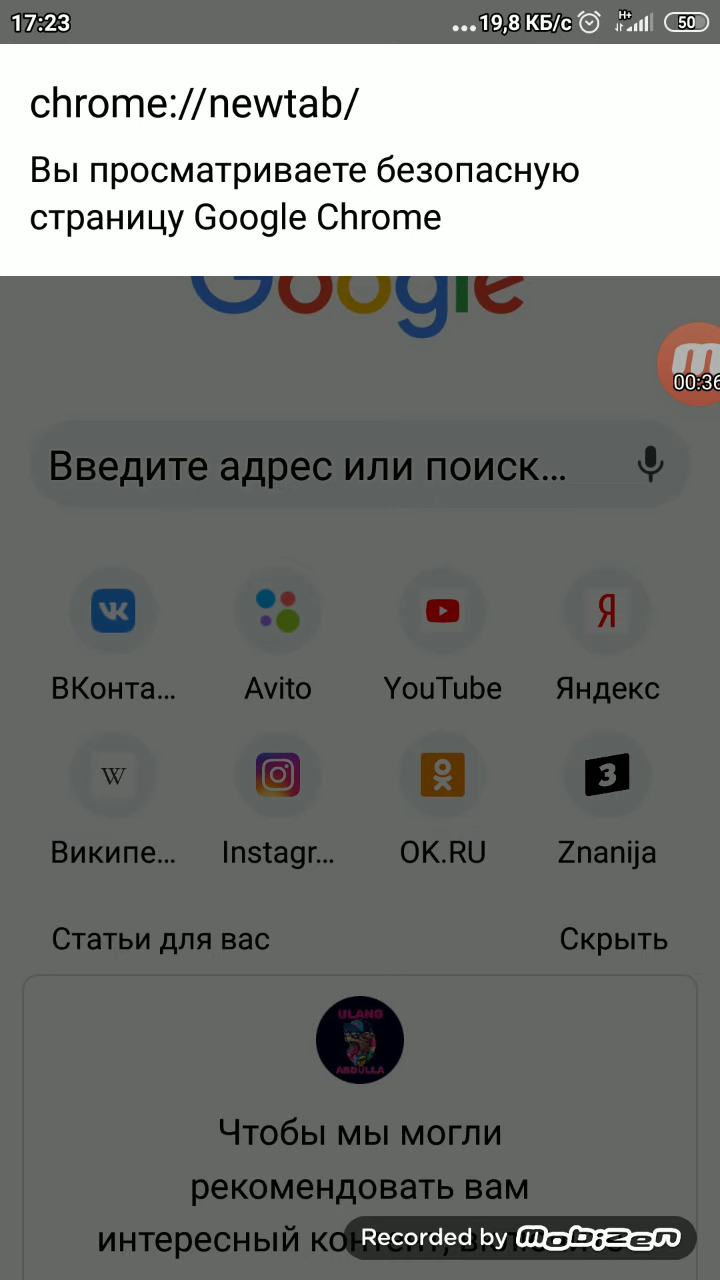 17:23
...19,8 КБ/с H+ 50
chrome://newtab/
Вы просматриваете безопасную
страницу Google Chrome
Google
00:36
Введите адрес или поиск...
ВКонта... Avito YouTube Яндекс
W
Википе... Instagr... OK.RU Znanija
Статьи для вас Скрыть
ULANG
ABDULLA
Чтобы мы могли
рекомендовать вам
интересный
Recorded by mobizen